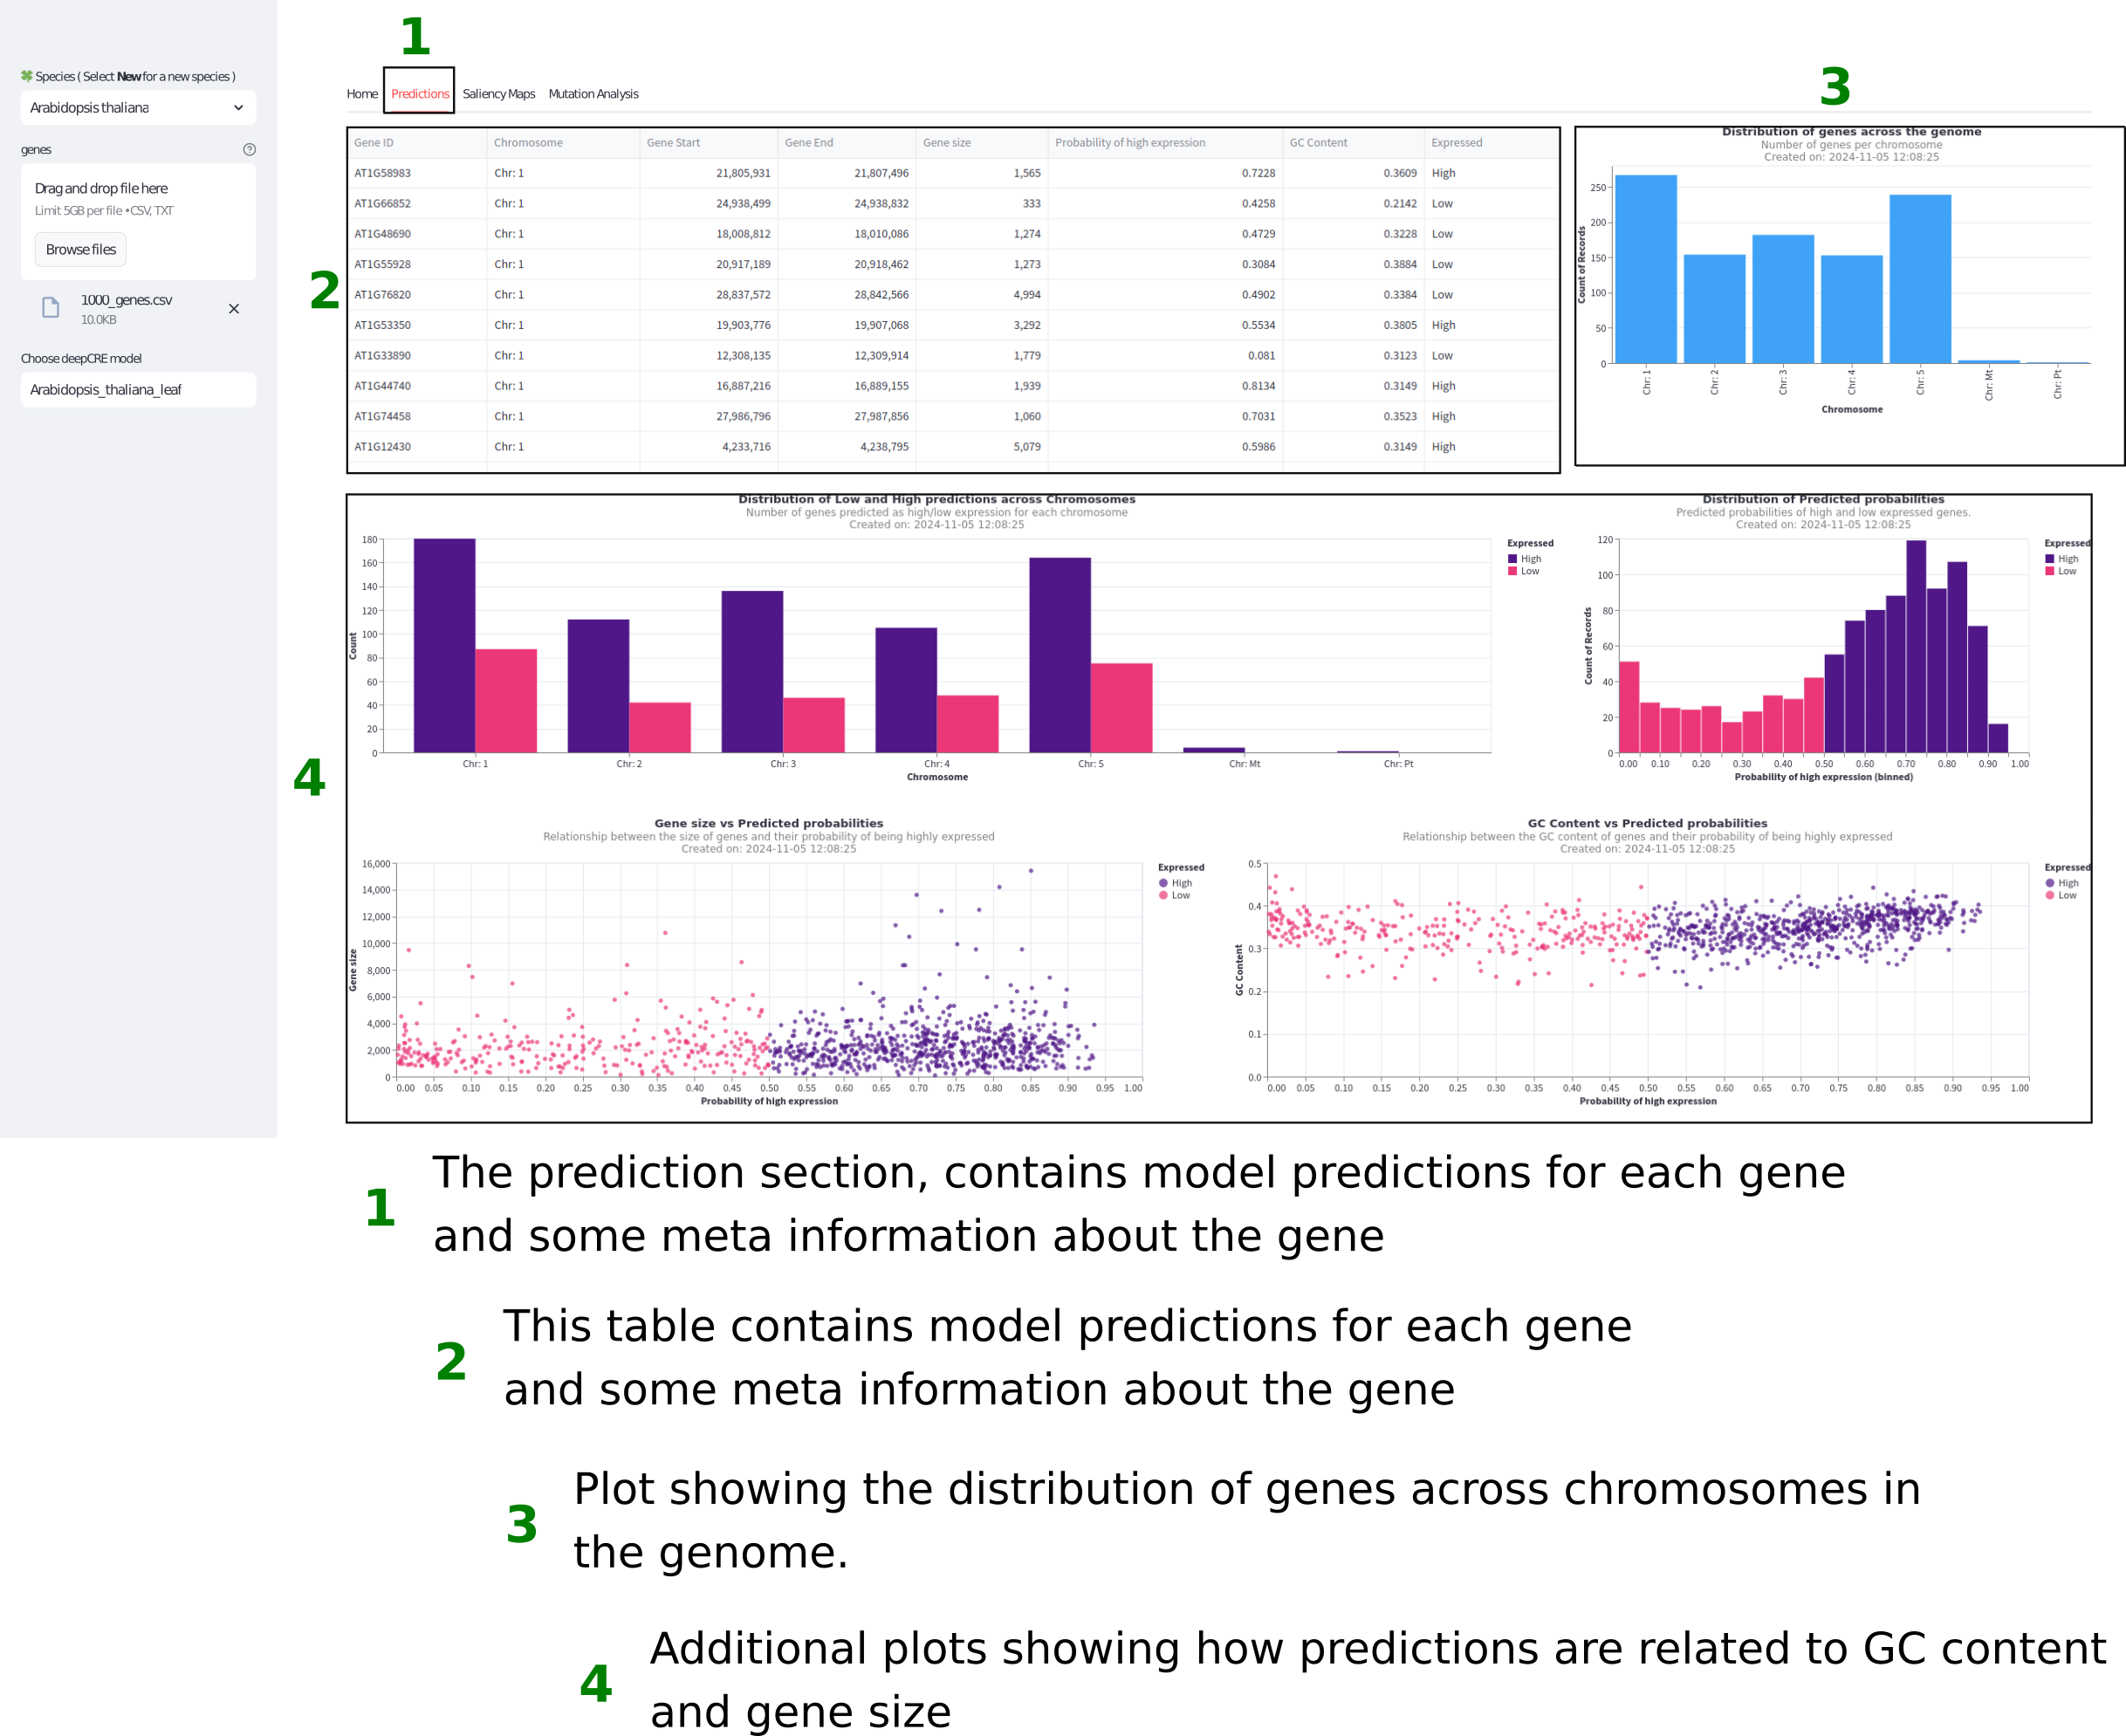 1
3
🍀 Species ( Select New for a new species )
Arabidopsis thaliana
genes
Drag and drop file here
Limit 5GB per file • CSV, TXT
Browse files
1000_genes.csv
10.0KB
Choose deepCRE model
Arabidopsis_thaliana_leaf
Home Predictions Saliency Maps Mutation Analysis
2
Gene ID Chromosome Gene Start Gene End Gene size Probability of high expression GC Content Expressed
AT1G58983 Chr: 1 21,805,931 21,807,496 1,565 0.7228 0.3609 High
AT1G66852 Chr: 1 24,938,499 24,938,832 333 0.4258 0.2142 Low
AT1G48690 Chr: 1 18,008,812 18,010,086 1,274 0.4729 0.3228 Low
AT1G55928 Chr: 1 20,917,189 20,918,462 1,273 0.3084 0.3884 Low
AT1G76820 Chr: 1 28,837,572 28,842,566 4,994 0.4902 0.3384 Low
AT1G53350 Chr: 1 19,903,776 19,907,068 3,292 0.5534 0.3805 High
AT1G33890 Chr: 1 12,308,135 12,309,914 1,779 0.081 0.3123 Low
AT1G44740 Chr: 1 16,887,216 16,889,155 1,939 0.8134 0.3149 High
AT1G74458 Chr: 1 27,986,796 27,987,856 1,060 0.7031 0.3523 High
AT1G12430 Chr: 1 4,233,716 4,238,795 5,079 0.5986 0.3149 High
Distribution of genes across the genome
Number of genes per chromosome
Created on: 2024-11-05 12:08:25
Count of Records
250
200
150
100
50
0
Chr: 1 Chr: 2 Chr: 3 Chr: 4 Chr: 5 Chr: Mt Chr: Pt
Chromosome
4
Distribution of Low and High predictions across Chromosomes
Number of genes predicted as high/low expression for each chromosome
Created on: 2024-11-05 12:08:25
Count
180
160
140
120
100
80
60
40
20
0
Chr: 1 Chr: 2 Chr: 3 Chr: 4 Chr: 5 Chr: Mt Chr: Pt
Chromosome
Expressed
High
Low
Distribution of Predicted probabilities
Predicted probabilities of high and low expressed genes.
Created on: 2024-11-05 12:08:25
Count of Records
120
100
80
60
40
20
0
0.00 0.10 0.20 0.30 0.40 0.50 0.60 0.70 0.80 0.90 1.00
Probability of high expression (binned)
Expressed
High
Low
Gene size vs Predicted probabilities
Relationship between the size of genes and their probability of being highly expressed
Created on: 2024-11-05 12:08:25
Gene size
16,000
14,000
12,000
10,000
8,000
6,000
4,000
2,000
0
0.00 0.05 0.10 0.15 0.20 0.25 0.30 0.35 0.40 0.45 0.50 0.55 0.60 0.65 0.70 0.75 0.80 0.85 0.90 0.95 1.00
Probability of high expression
Expressed
High
Low
GC Content vs Predicted probabilities
Relationship between the GC content of genes and their probability of being highly expressed
Created on: 2024-11-05 12:08:25
GC Content
0.5
0.4
0.3
0.2
0.1
0.0
0.00 0.05 0.10 0.15 0.20 0.25 0.30 0.35 0.40 0.45 0.50 0.55 0.60 0.65 0.70 0.75 0.80 0.85 0.90 0.95 1.00
Probability of high expression
Expressed
High
Low
1
The prediction section, contains model predictions for each gene
and some meta information about the gene
2
This table contains model predictions for each gene
and some meta information about the gene
3
Plot showing the distribution of genes across chromosomes in
the genome.
4
Additional plots showing how predictions are related to GC content
and gene size